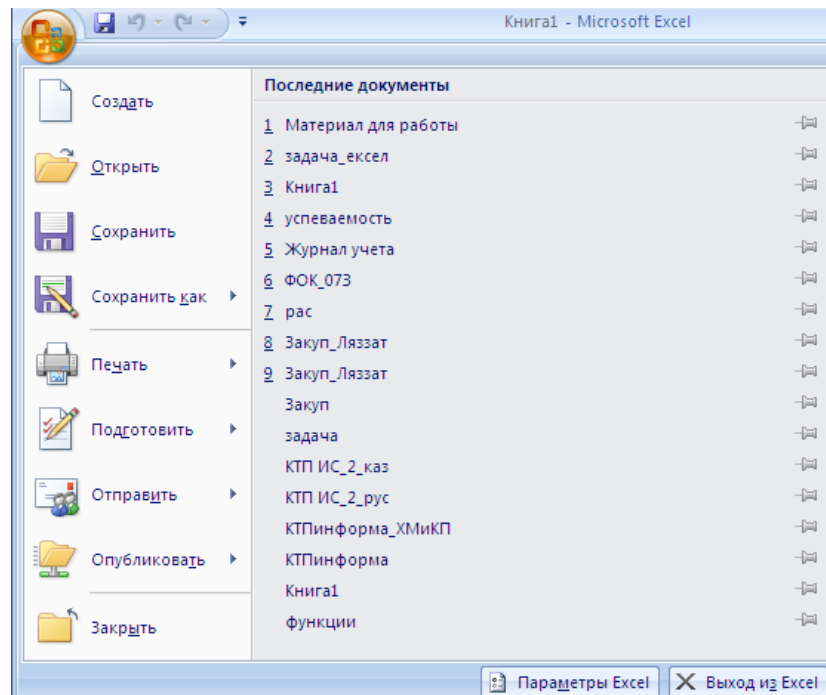 Книга1 - Microsoft Excel
Создать
Открыть
Сохранить
Сохранить как
Печать
Подготовить
Отправить
Опубликовать
Закрыть
Последние документы
1 Материал для работы
2 задача_ексел
3 Книга1
4 успеваемость
5 Журнал учета
6 ФОК_073
7 рас
8 Закуп_Ляззат
9 Закуп_Ляззат
Закуп
задача
КТП ИС_2_каз
КТП ИС_2_рус
КТПинформа_ХМиКП
КТПинформа
Книга1
функции
Параметры Excel
Выход из Excel